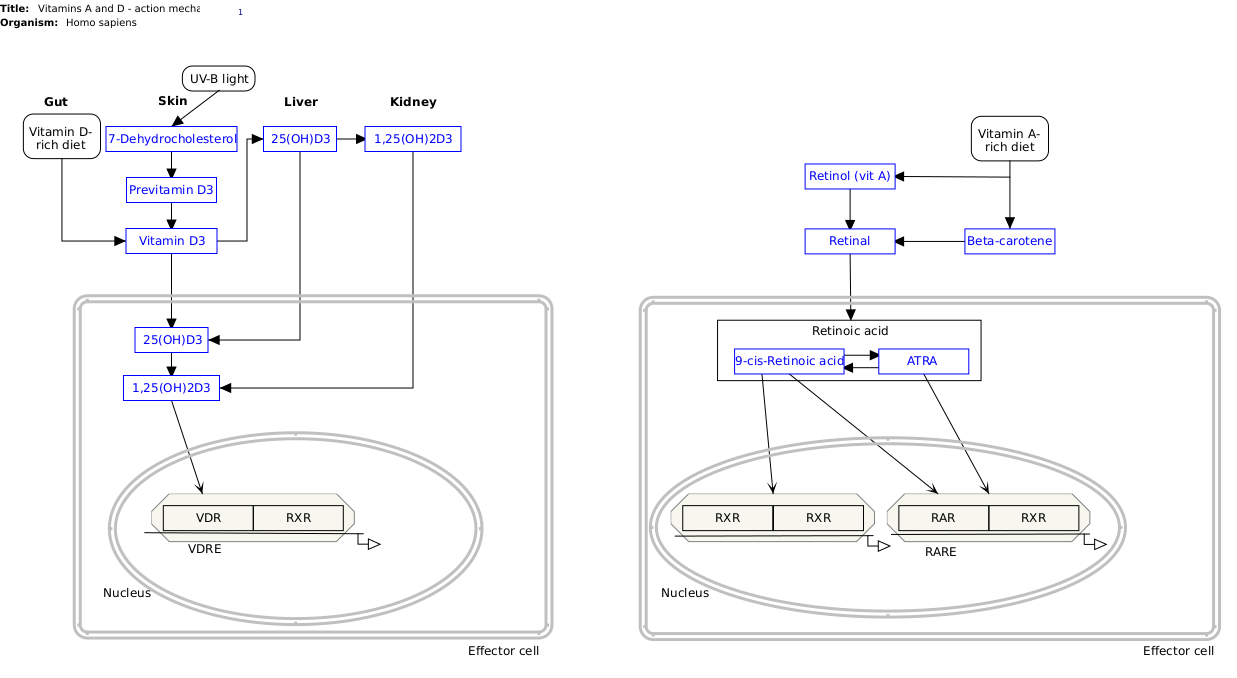 Title: Vitamins A and D - action mecha
1
Organism: Homo sapiens
UV-B light
Gut
Skin
Liver
Kidney
Vitamin D-
rich diet
7-Dehydrocholesterol
25(OH)D3
1,25(OH)2D3
Previtamin D3
Vitamin D3
25(OH)D3
1,25(OH)2D3
VDR
RXR
VDRE
Nucleus
Effector cell
Vitamin A-
rich diet
Retinol (vit A)
Retinal
Beta-carotene
Retinoic acid
9-cis-Retinoic acid
ATRA
RXR
RXR
RAR
RXR
RARE
Nucleus
Effector cell